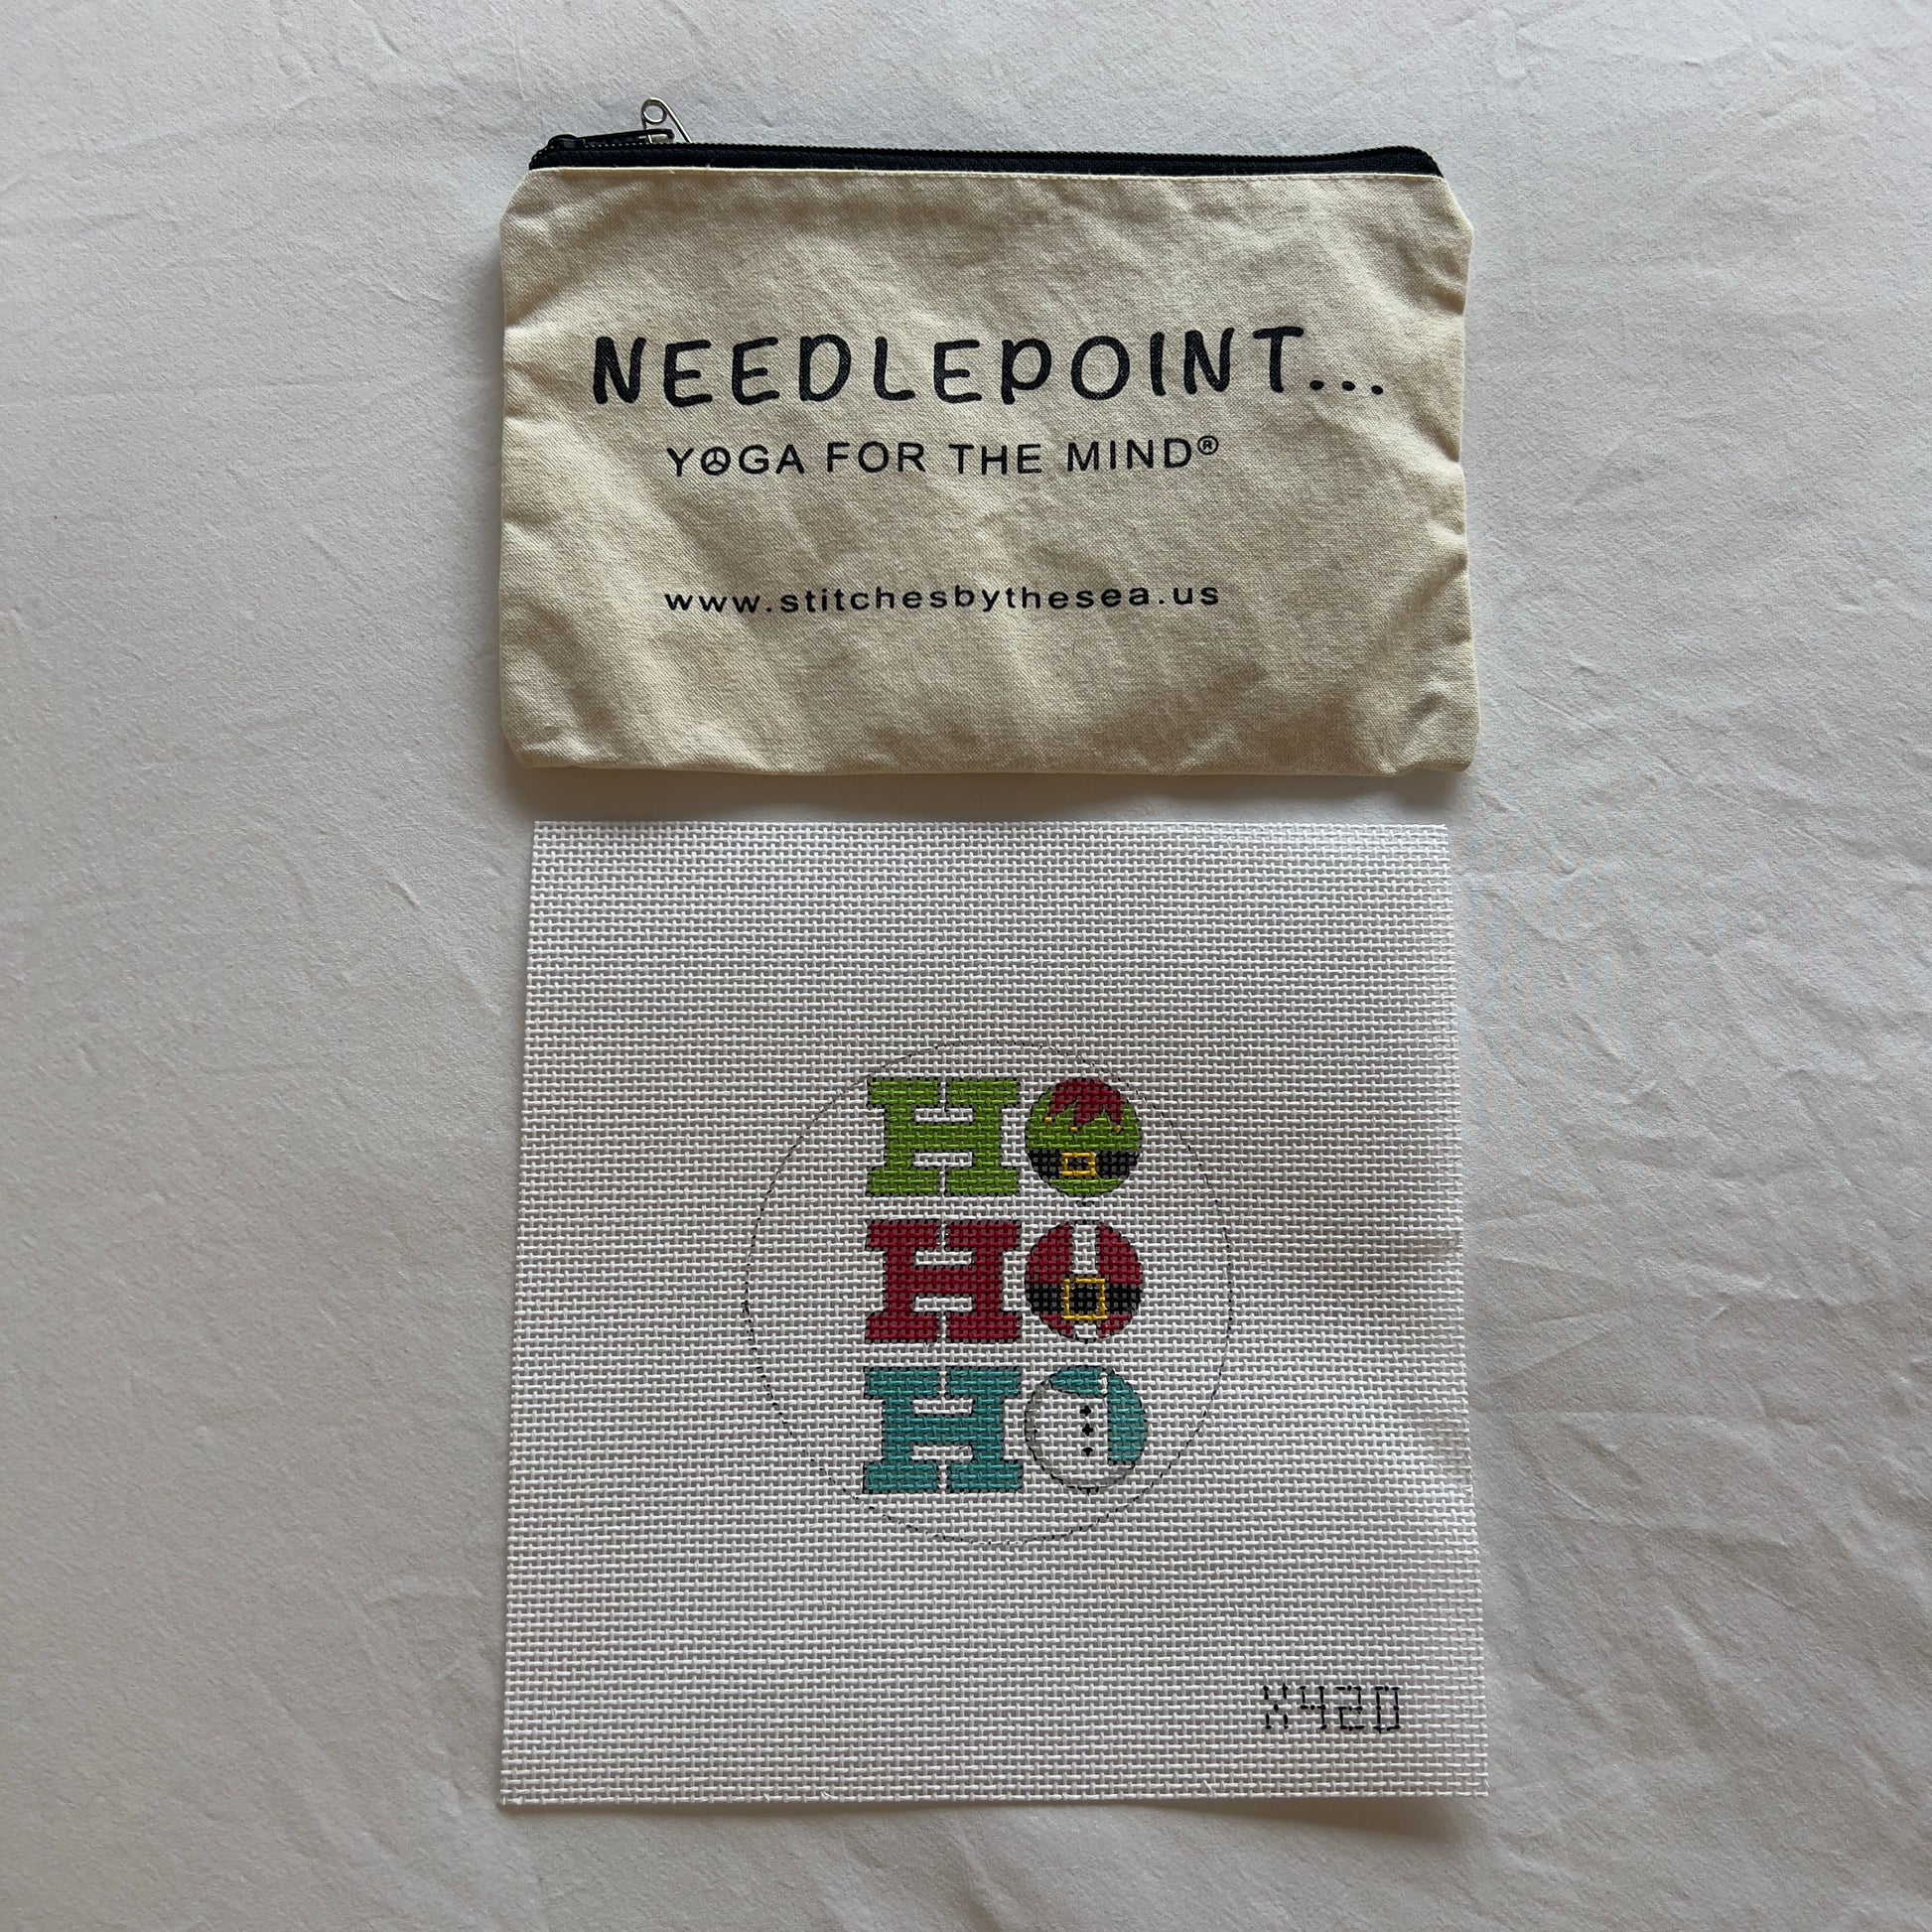 NEEDLEPOINT...
YOGA FOR THE MIND®
www.stitchesbythesea.us
HO
HO
HO
X420